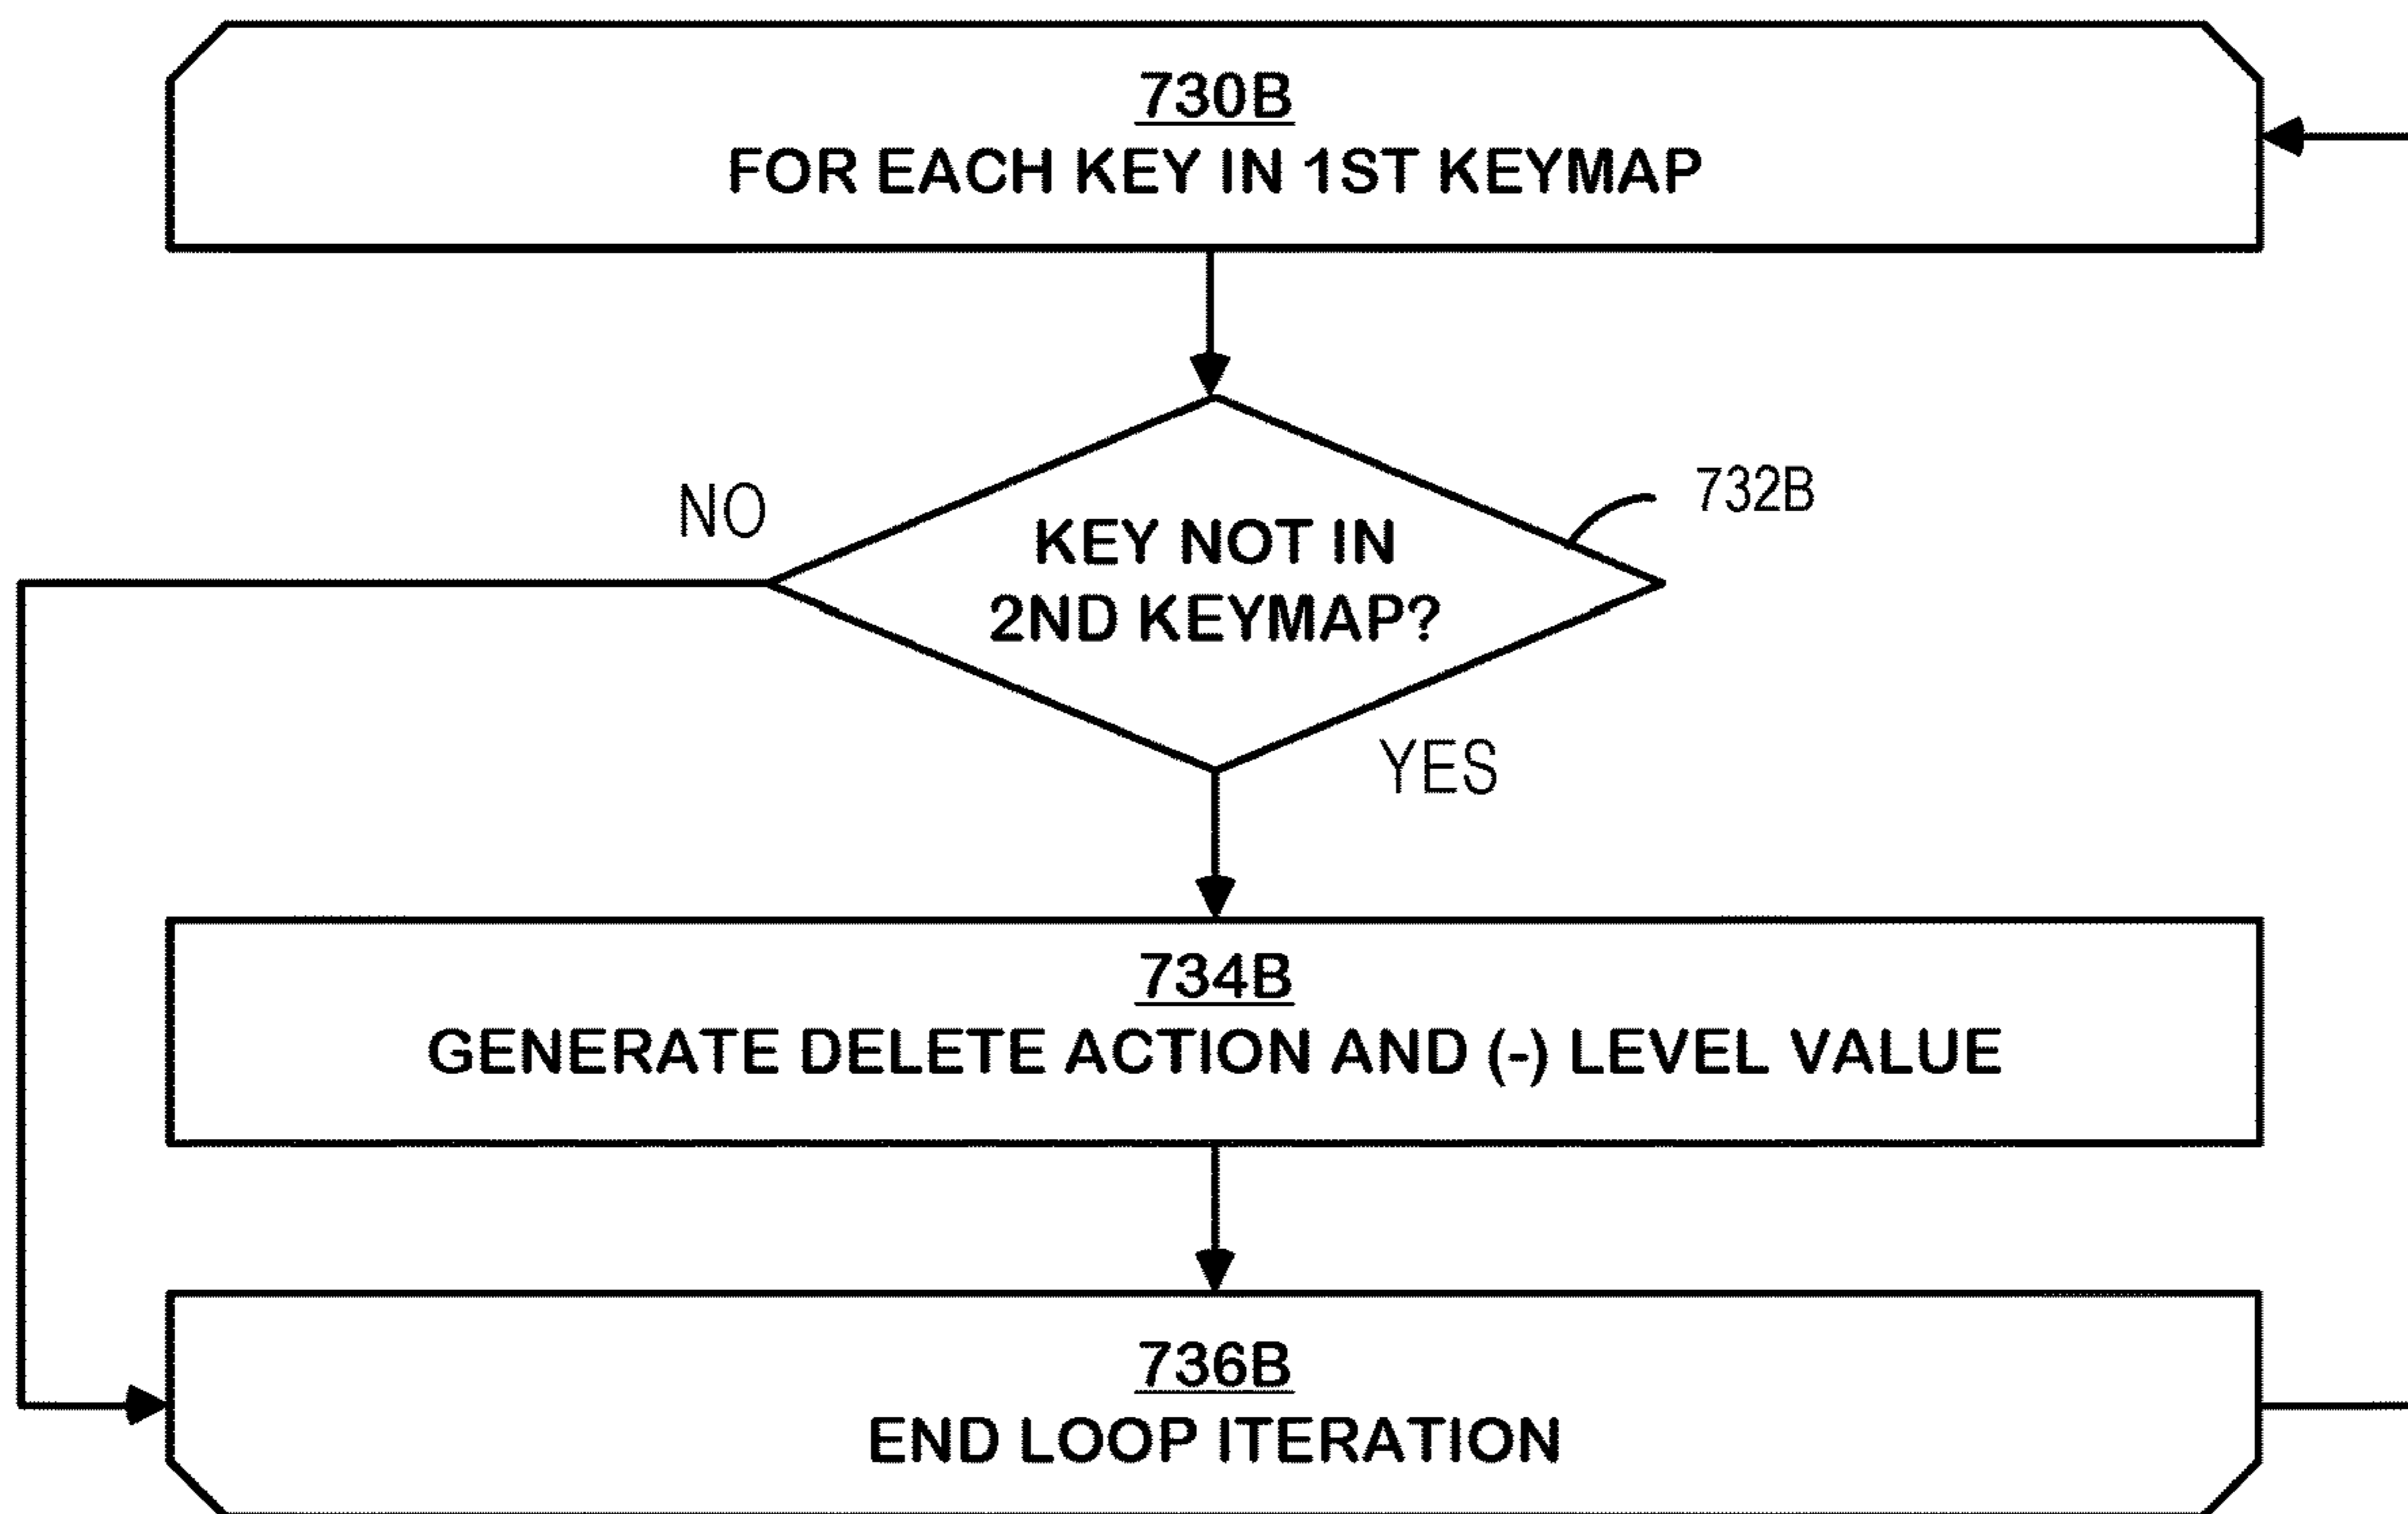 730B
FOR EACH KEY IN 1ST KEYMAP
NO
732B
KEY NOT IN
2ND KEYMAP?
YES
734B
GENERATE DELETE ACTION AND (-) LEVEL VALUE
736B
END LOOP ITERATION